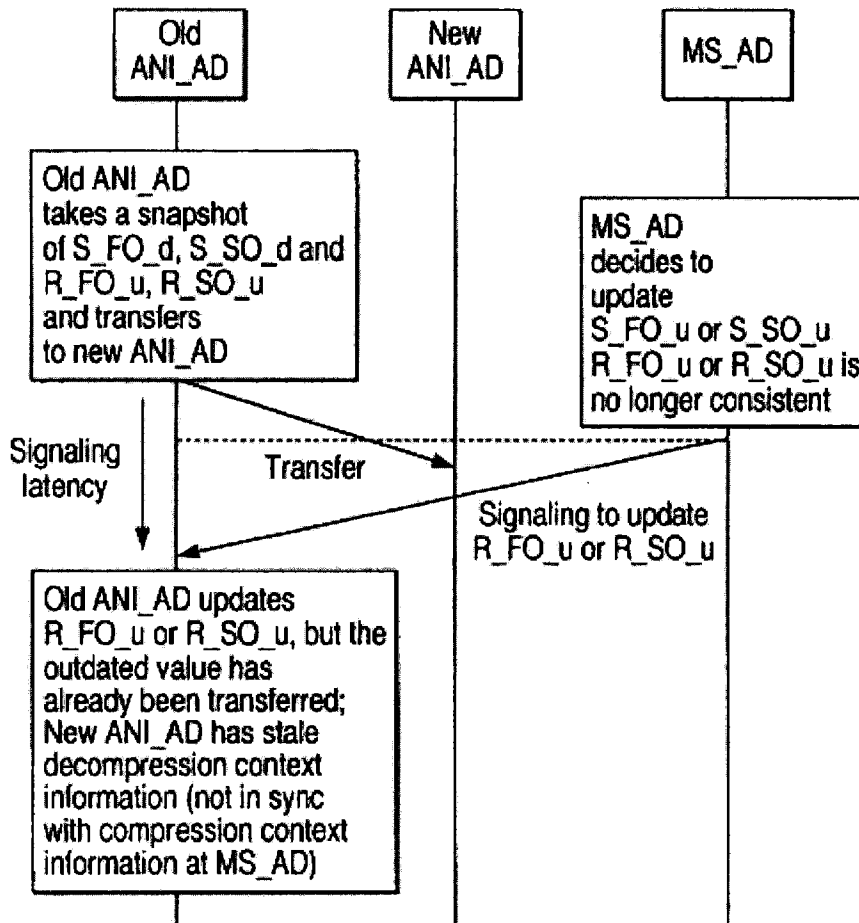 Old
ANI_AD
New
ANI_AD
MS_AD
Old ANI_AD
takes a snapshot
of S_FO_d, S_SO_d and
R_FO_u, R_SO_u
and transfers
to new ANI_AD
MS_AD
decides to
update
S_FO_u or S_SO_u
R_FO_u or R_SO_u is
no longer consistent
Signaling
latency
Transfer
Signaling to update
R_FO_u or R_SO_u
Old ANI_AD updates
R_FO_u or R_SO_u, but the
outdated value has
already been transferred;
New ANI_AD has stale
decompression context
information (not in sync
with compression context
information at MS_AD)